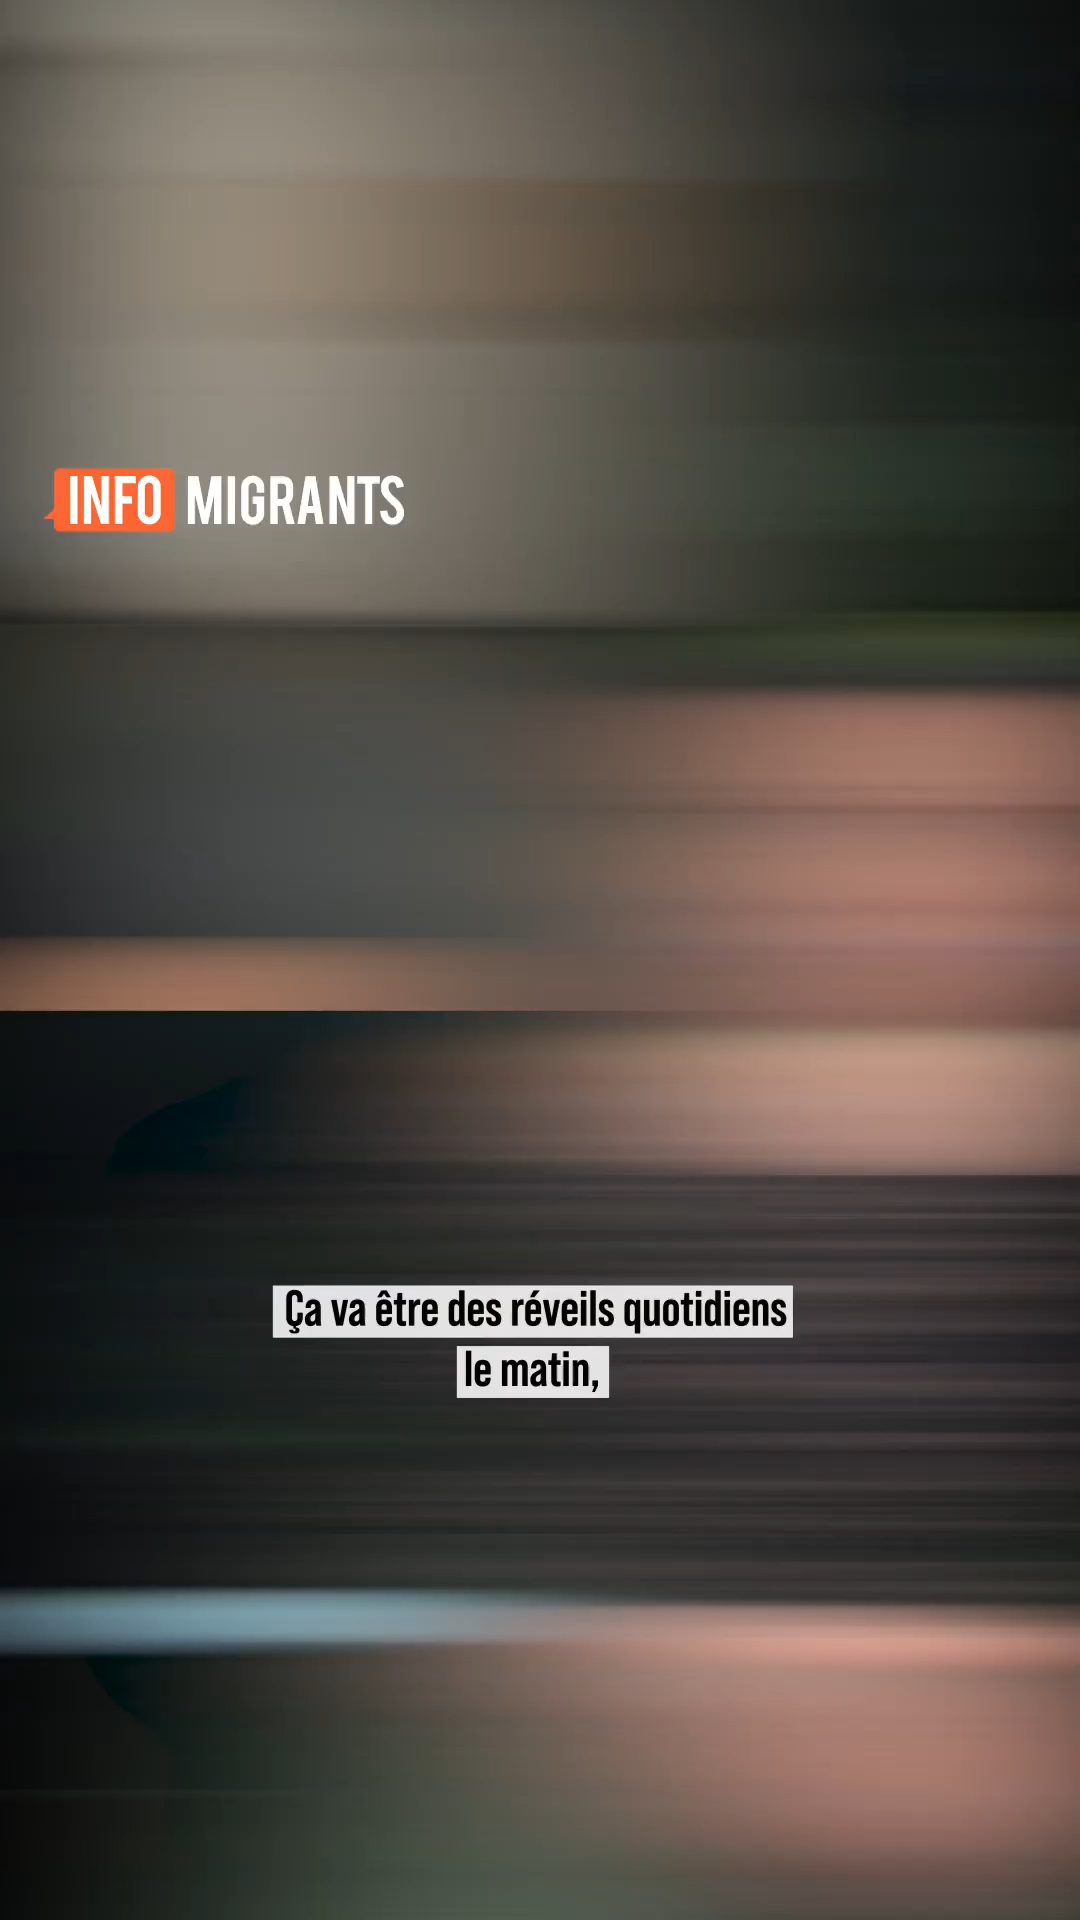 INFO MIGRANTS
Ça va être des réveils quotidiens
le matin,